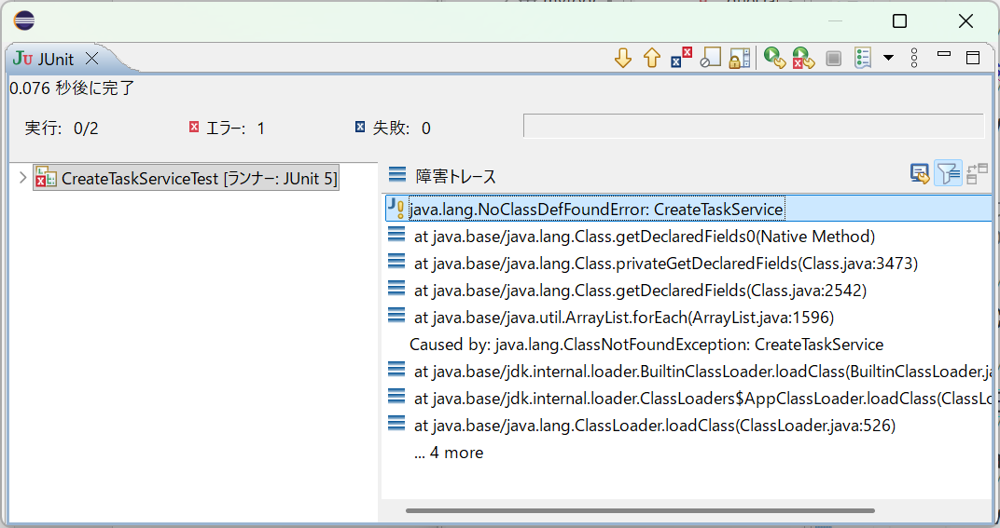 JUnit
0.076 秒後に完了
実行: 0/2 エラー: 1 失敗: 0
CreateTaskServiceTest [ランナー: JUnit 5]
障害トレース
java.lang.NoClassDefFoundError: CreateTaskService
at java.base/java.lang.Class.getDeclaredFields0(Native Method)
at java.base/java.lang.Class.privateGetDeclaredFields(Class.java:3473)
at java.base/java.lang.Class.getDeclaredFields(Class.java:2542)
at java.base/java.util.ArrayList.forEach(ArrayList.java:1596)
Caused by: java.lang.ClassNotFoundException: CreateTaskService
at java.base/jdk.internal.loader.BuiltinClassLoader.loadClass(BuiltinClassLoader.ja
at java.base/jdk.internal.loader.ClassLoaders$AppClassLoader.loadClass(ClassLo
at java.base/java.lang.ClassLoader.loadClass(ClassLoader.java:526)
... 4 more